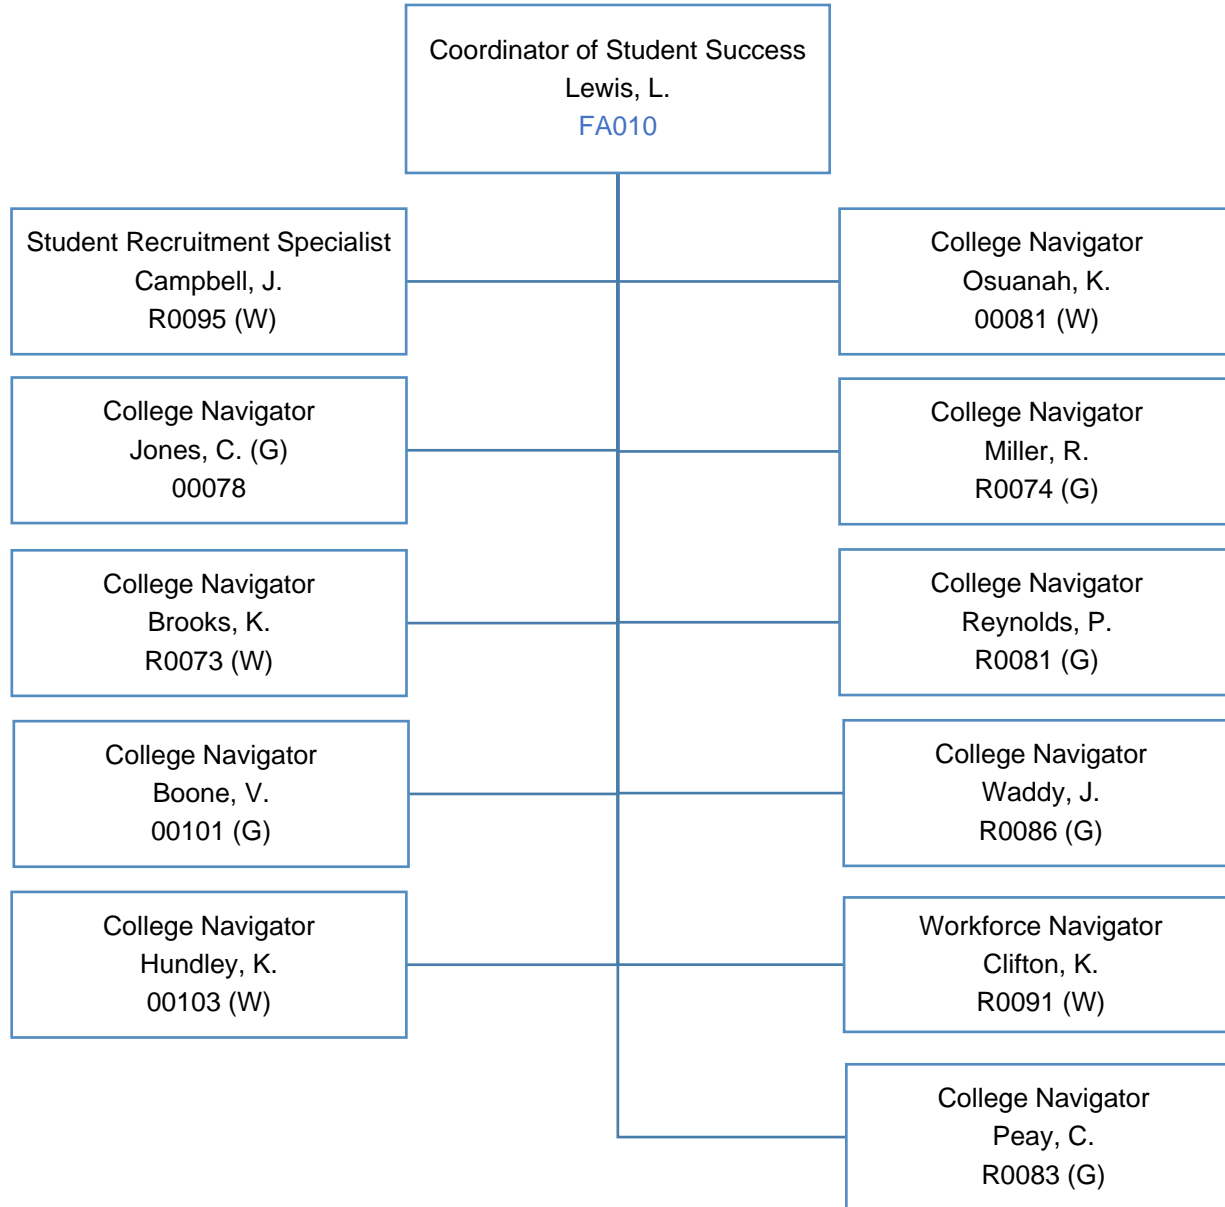 Coordinator of Student Success
Lewis, L.
FA010
Student Recruitment Specialist
Campbell, J.
R0095 (W)
College Navigator
Osuanah, K.
00081 (W)
College Navigator
Jones, C. (G)
00078
College Navigator
Miller, R.
R0074 (G)
College Navigator
Brooks, K.
R0073 (W)
College Navigator
Reynolds, P.
R0081 (G)
College Navigator
Boone, V.
00101 (G)
College Navigator
Waddy, J.
R0086 (G)
College Navigator
Hundley, K.
00103 (W)
Workforce Navigator
Clifton, K.
R0091 (W)
College Navigator
Peay, C.
R0083 (G)